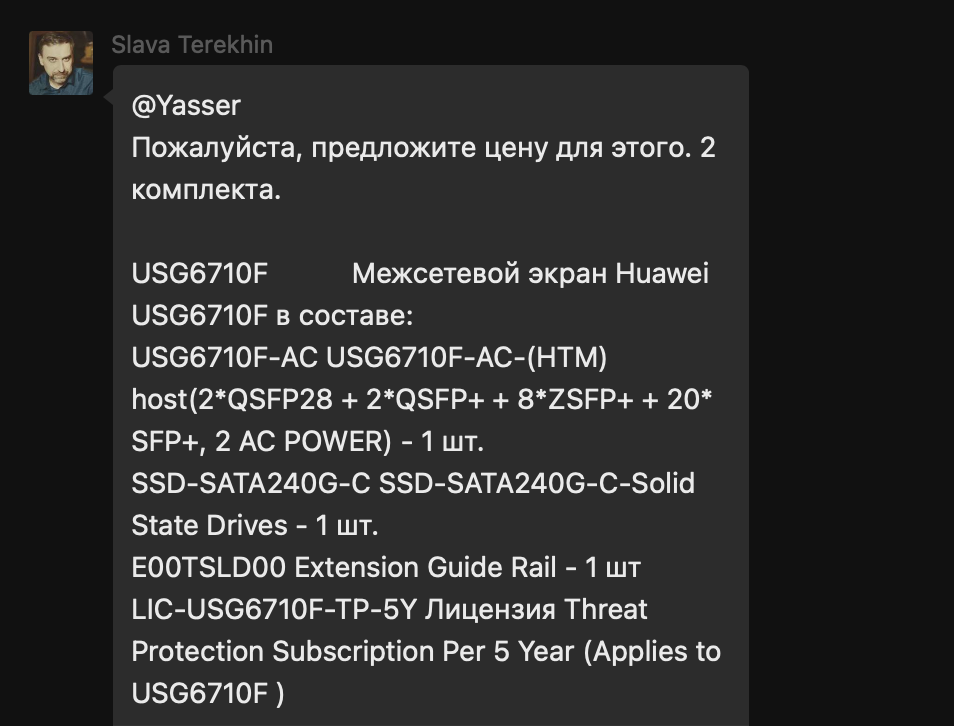 Slava Terekhin
@Yasser
Пожалуйста, предложите цену для этого. 2
комплекта.
USG6710F Межсетевой экран Huawei
USG6710F в составе:
USG6710F-AC USG6710F-AC-(HTM)
host(2*QSFP28 + 2*QSFP+ + 8*ZSFP+ + 20*
SFP+, 2 AC POWER) - 1 шт.
SSD-SATA240G-C SSD-SATA240G-C-Solid
State Drives - 1 шт.
E00TSLD00 Extension Guide Rail - 1 шт
LIC-USG6710F-TP-5Y Лицензия Threat
Protection Subscription Per 5 Year (Applies to
USG6710F )